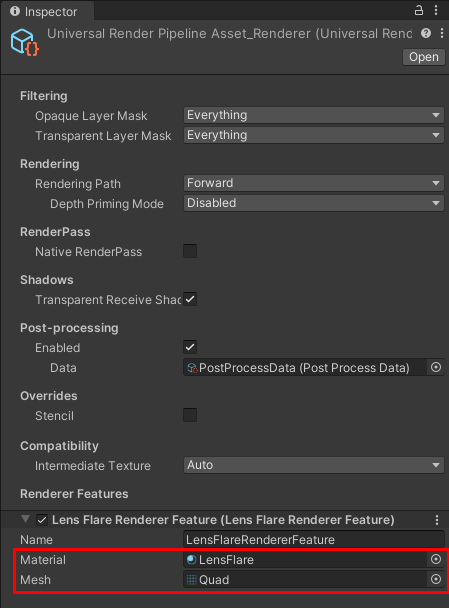 Inspector
Universal Render Pipeline Asset_Renderer (Universal Rend
Open
Filtering
Opaque Layer Mask Everything
Transparent Layer Mask Everything
Rendering
Rendering Path Forward
Depth Priming Mode Disabled
RenderPass
Native RenderPass
Shadows
Transparent Receive Shad
Post-processing
Enabled
Data PostProcessData (Post Process Data)
Overrides
Stencil
Compatibility
Intermediate Texture Auto
Renderer Features
Lens Flare Renderer Feature (Lens Flare Renderer Feature)
Name LensFlareRendererFeature
Material LensFlare
Mesh Quad